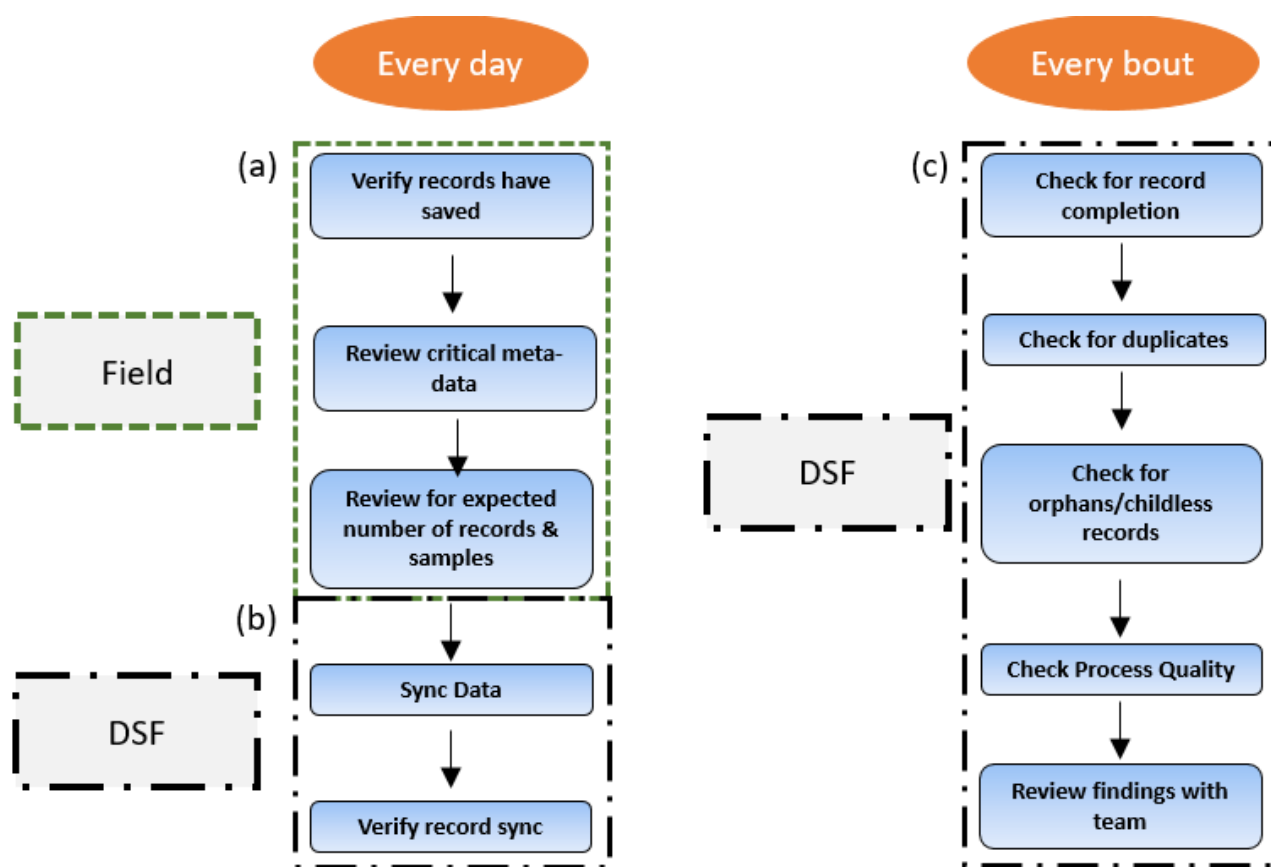 Every day
(a)
Verify records have
saved
Review critical meta-
data
Review for expected
number of records &
samples
Field
(b)
Sync Data
Verify record sync
DSF
Every bout
(c)
Check for record
completion
Check for duplicates
Check for
orphans/childless
records
Check Process Quality
Review findings with
team
DSF